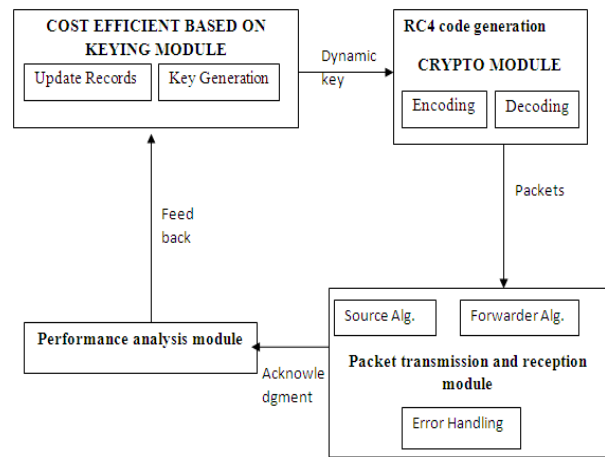 COST EFFICIENT BASED ON
KEYING MODULE
Update Records
Key Generation
Dynamic
key
RC4 code generation
CRYPTO MODULE
Encoding
Decoding
Packets
Feed
back
Source Alg.
Forwarder Alg.
Performance analysis module
Packet transmission and reception
module
Acknowle
dgment
Error Handling